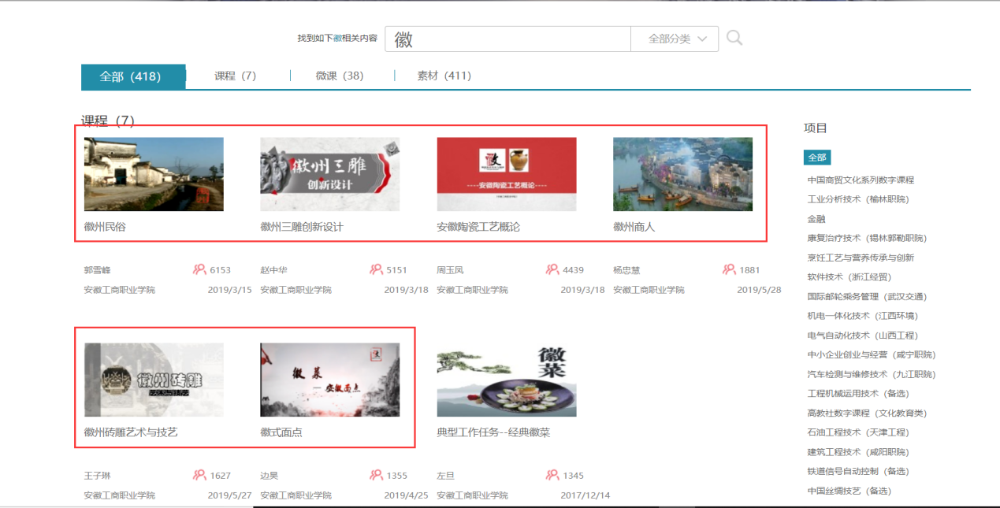 找到如下徽相关内容 徽 全部分类
全部（418） 课程（7） 微课（38） 素材（411）
课程（7）
徽州三雕
创新设计
徽
----安徽陶瓷工艺概论----
徽州民俗 徽州三雕创新设计 安徽陶瓷工艺概论 徽州商人
郭雪峰 6153 赵中华 5151 周玉凤 4439 杨忠慧 1881
安徽工商职业学院 2019/3/15 安徽工商职业学院 2019/3/18 安徽工商职业学院 2019/3/18 安徽工商职业学院 2019/5/28
徽州砖雕
徽菜
安徽面点
徽菜
徽州砖雕艺术与技艺 徽式面点 典型工作任务--经典徽菜
王子琳 1627 边昊 1355 左旦 1345
安徽工商职业学院 2019/5/27 安徽工商职业学院 2019/4/25 安徽工商职业学院 2017/12/14
项目
全部
中国商贸文化系列数字课程
工业分析技术（榆林职院）
金融
康复治疗技术（锡林郭勒职院）
烹饪工艺与营养传承与创新
软件技术（浙江经贸）
国际邮轮乘务管理（武汉交通）
机电一体化技术（江西环境）
电气自动化技术（山西工程）
中小企业创业与经营（咸宁职院）
汽车检测与维修技术（九江职院）
工程机械运用技术（备选）
高教社数字课程（文化教育类）
石油工程技术（天津工程）
建筑工程技术（咸阳职院）
铁道信号自动控制（备选）
中国丝绸技艺（备选）